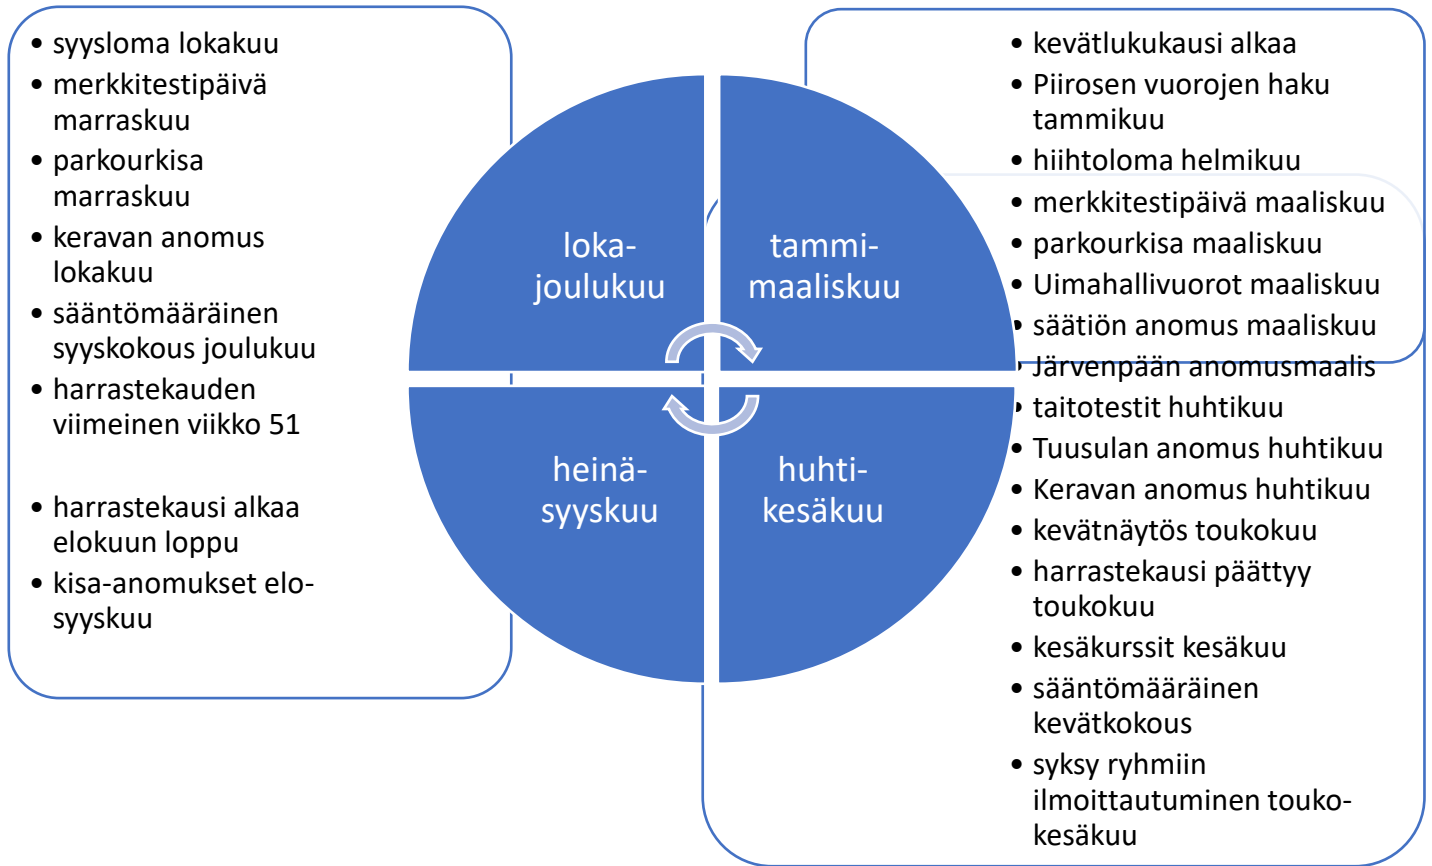 • syysloma lokakuu
• merkkitestipäivä
marraskuu
• parkourkisa
marraskuu
• keravan anomus
lokakuu
• sääntömääräinen
syyskokous joulukuu
• harrastekauden
viimeinen viikko 51
• harrastekausi alkaa
elokuun loppu
• kisa-anomukset elo-
syyskuu
loka-
joulukuu
tammi-
maaliskuu
heinä-
syyskuu
huhti-
kesäkuu
• kevätlukukausi alkaa
• Piirosen vuorojen haku
tammikuu
• hiihtoloma helmikuu
• merkkitestipäivä maaliskuu
• parkourkisa maaliskuu
• Uimahallivuorot maaliskuu
• säätiön anomus maaliskuu
• Järvenpään anomusmaalis
• taitotestit huhtikuu
• Tuusulan anomus huhtikuu
• Keravan anomus huhtikuu
• kevätnäytös toukokuu
• harrastekausi päättyy
toukokuu
• kesäkurssit kesäkuu
• sääntömääräinen
kevätkokous
• syksy ryhmiin
ilmoittautuminen touko-
kesäkuu